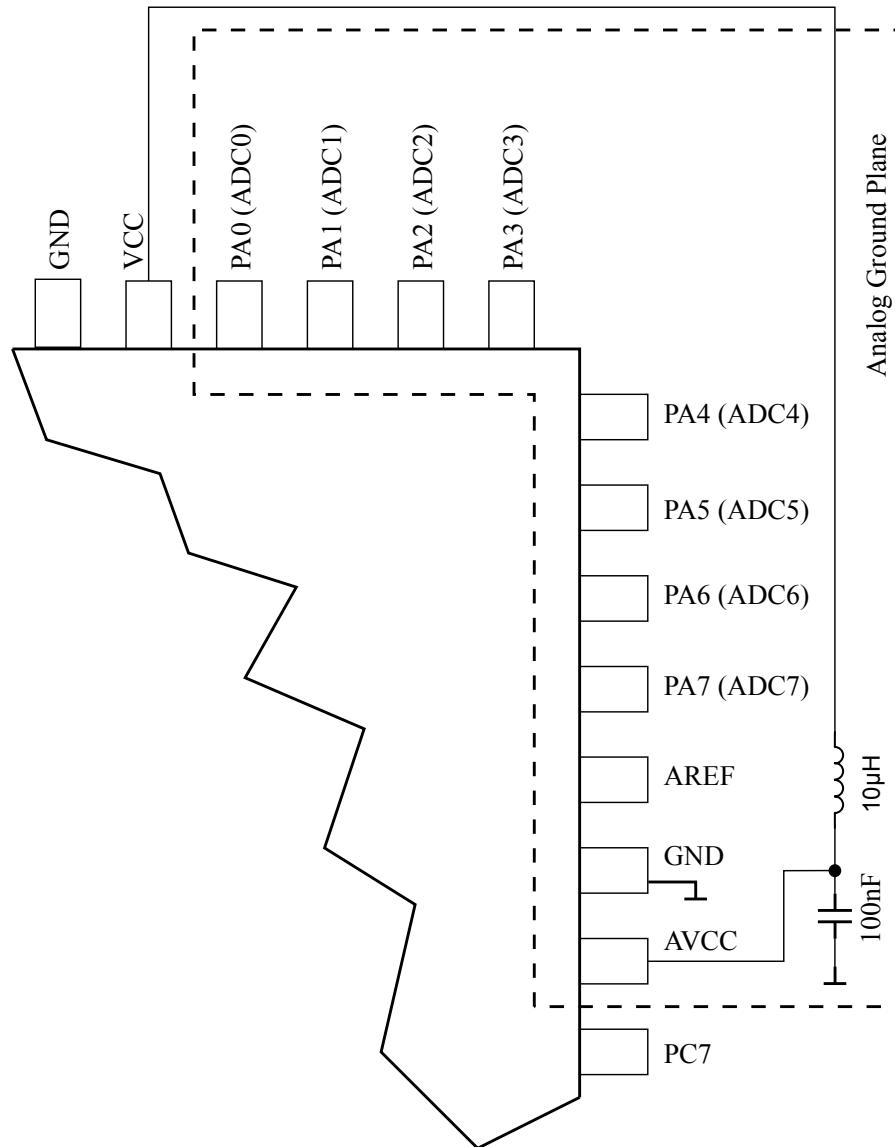 GND
VCC
PA0 (ADC0)
PA1 (ADC1)
PA2 (ADC2)
PA3 (ADC3)
Analog Ground Plane
PA4 (ADC4)
PA5 (ADC5)
PA6 (ADC6)
PA7 (ADC7)
AREF
10µH
GND
100nF
AVCC
PC7